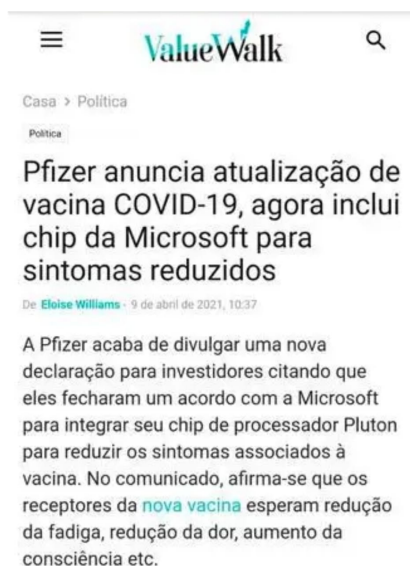 ValueWalk
Casa > Política
Política
Pfizer anuncia atualização de
vacina COVID-19, agora inclui
chip da Microsoft para
sintomas reduzidos
De Eloise Williams - 9 de abril de 2021, 10:37
A Pfizer acaba de divulgar uma nova
declaração para investidores citando que
eles fecharam um acordo com a Microsoft
para integrar seu chip de processador Pluton
para reduzir os sintomas associados à
vacina. No comunicado, afirma-se que os
receptores da nova vacina esperam redução
da fadiga, redução da dor, aumento da
consciência etc.